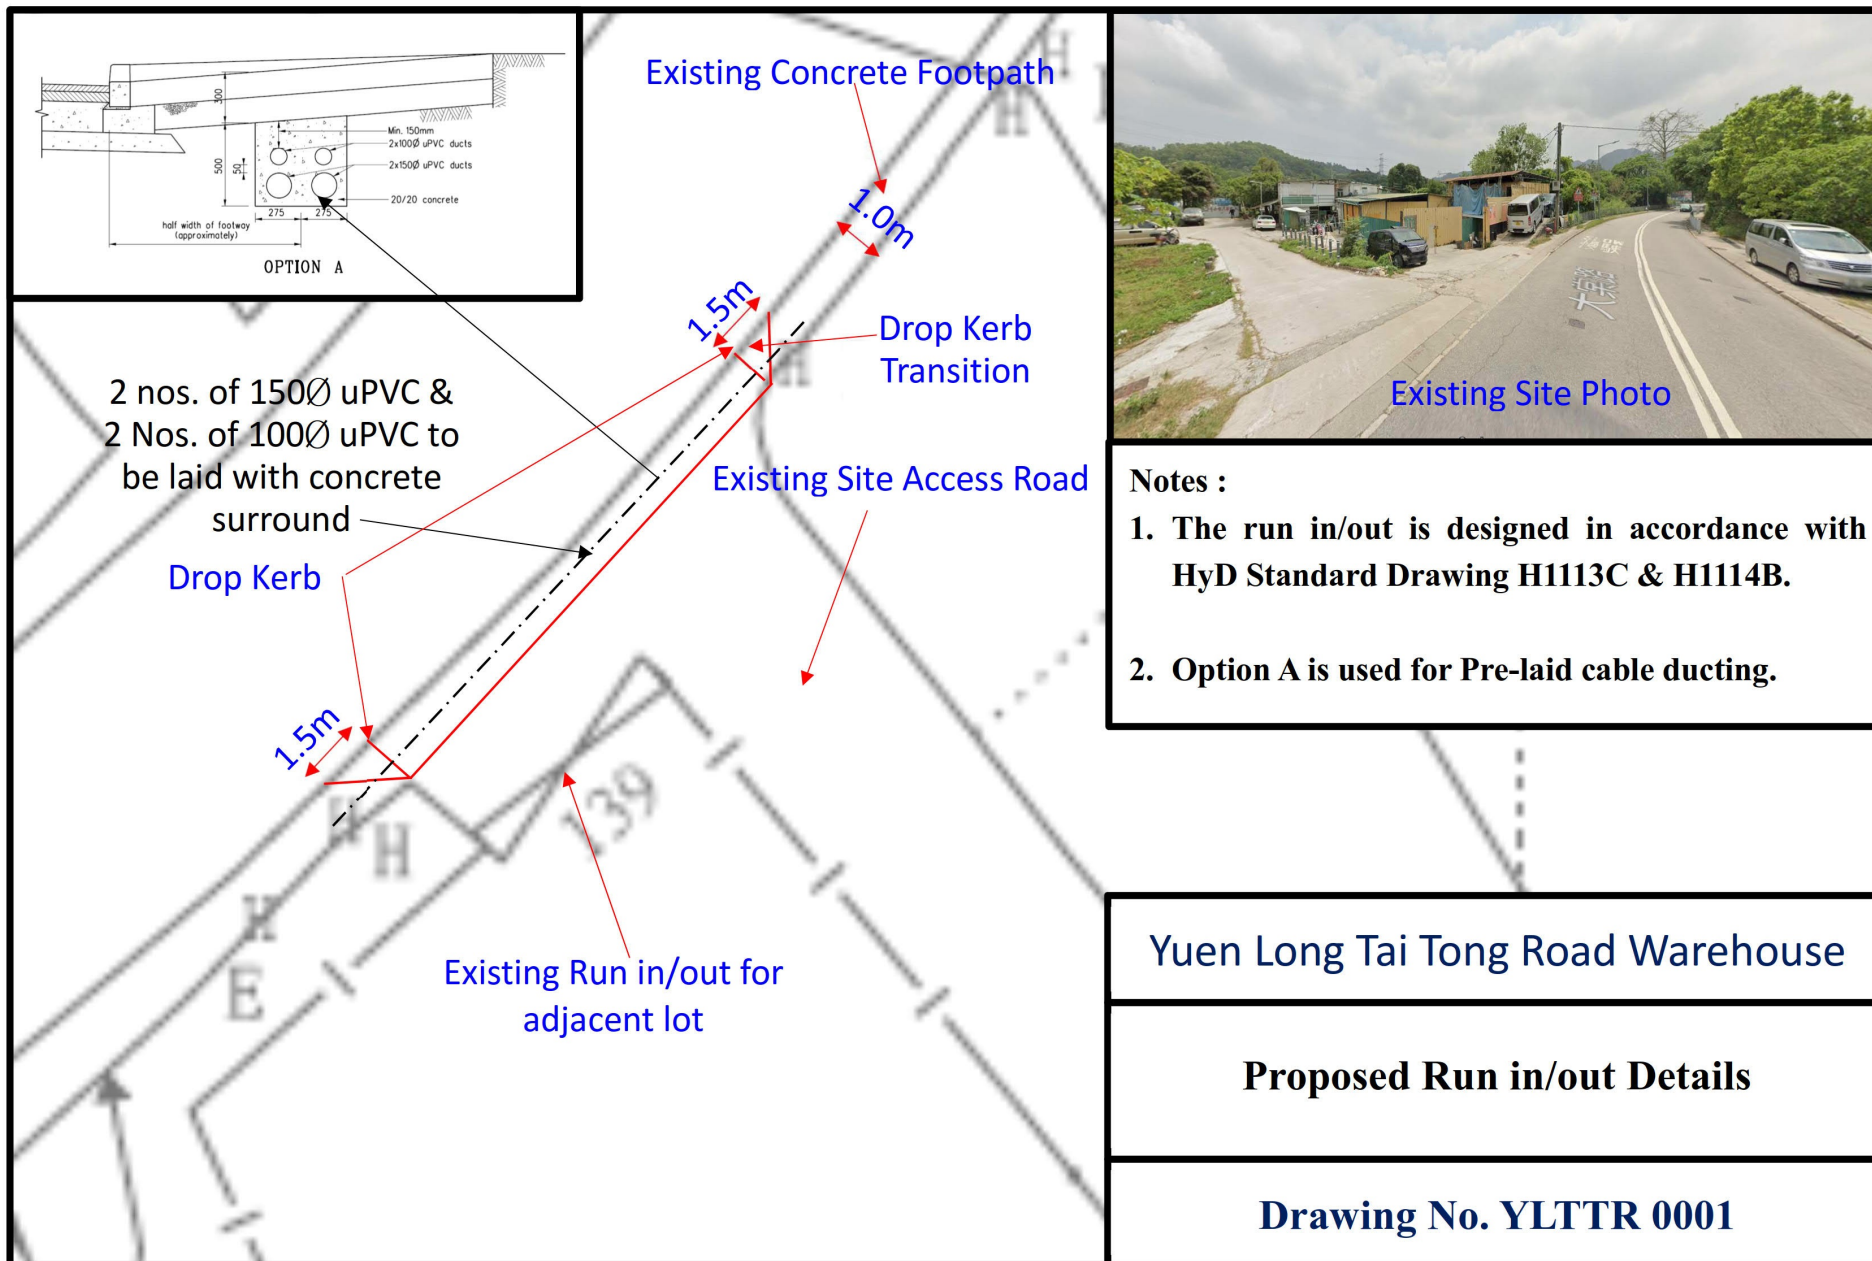 300
500
50
Min. 150mm
2x100Ø uPVC ducts
2x150Ø uPVC ducts
20/20 concrete
275
275
half width of footway
(approximately)
OPTION A
Existing Concrete Footpath
1.0m
1.5m
Drop Kerb
Transition
2 nos. of 150Ø uPVC &
2 Nos. of 100Ø uPVC to
be laid with concrete
surround
Existing Site Access Road
Drop Kerb
1.5m
139
H
H
H
H
H
H
E
Existing Run in/out for
adjacent lot
大棠路
Existing Site Photo
Notes :
1. The run in/out is designed in accordance with
HyD Standard Drawing H1113C & H1114B.
2. Option A is used for Pre-laid cable ducting.
Yuen Long Tai Tong Road Warehouse
Proposed Run in/out Details
Drawing No. YLTTR 0001